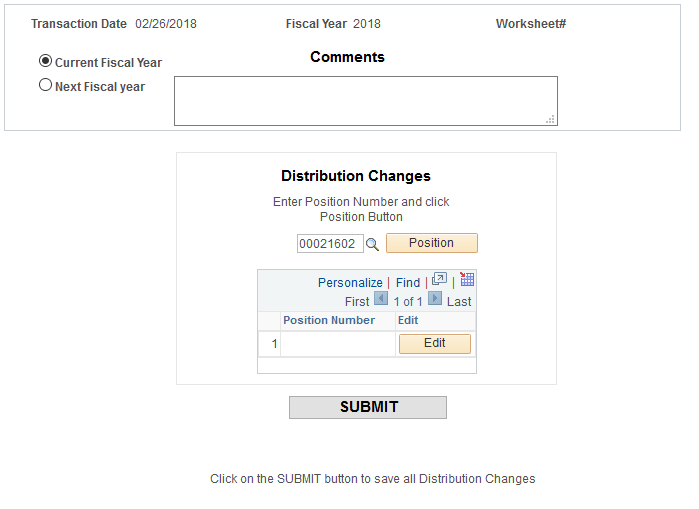 Transaction Date 02/26/2018 Fiscal Year 2018 Worksheet#
Current Fiscal Year Comments
Next Fiscal year
Distribution Changes
Enter Position Number and click
Position Button
00021602 Position
Personalize | Find | |
First 1 of 1 Last
Position Number Edit
1 Edit
SUBMIT
Click on the SUBMIT button to save all Distribution Changes